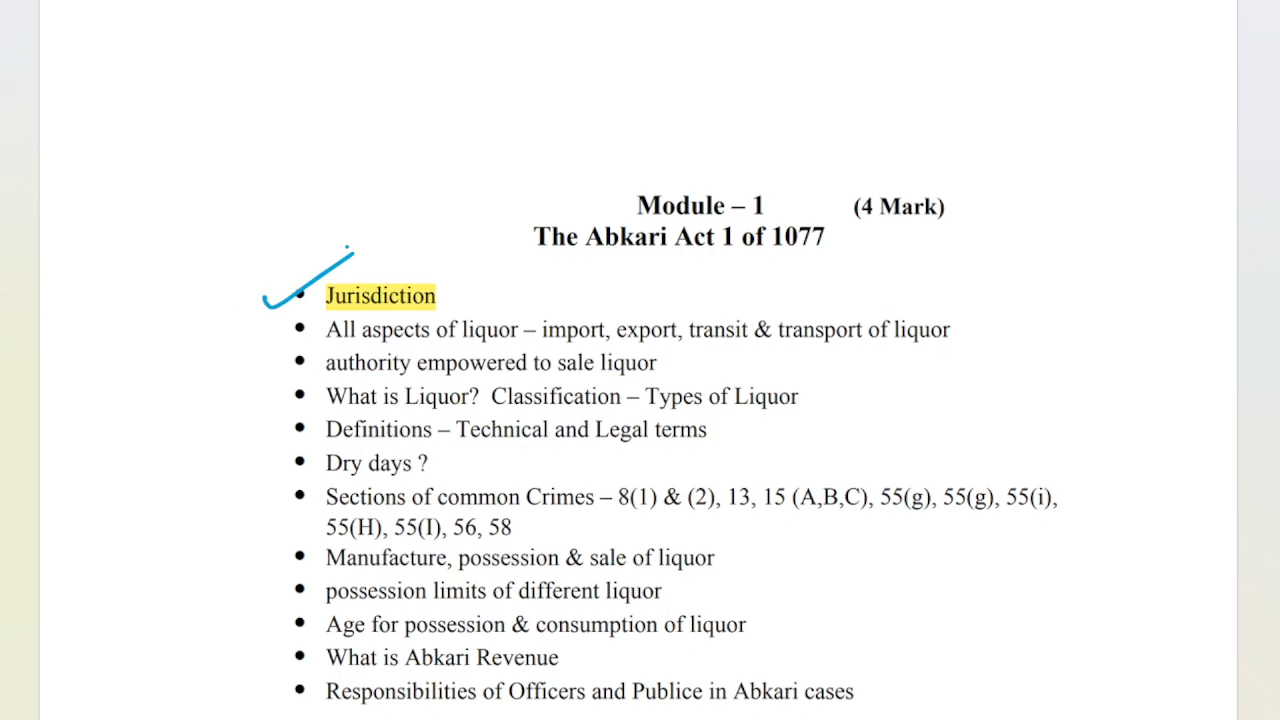 Module – 1 (4 Mark)
The Abkari Act 1 of 1077
• Jurisdiction
• All aspects of liquor – import, export, transit & transport of liquor
• authority empowered to sale liquor
• What is Liquor? Classification – Types of Liquor
• Definitions – Technical and Legal terms
• Dry days ?
• Sections of common Crimes – 8(1) & (2), 13, 15 (A,B,C), 55(g), 55(g), 55(i),
55(H), 55(I), 56, 58
• Manufacture, possession & sale of liquor
• possession limits of different liquor
• Age for possession & consumption of liquor
• What is Abkari Revenue
• Responsibilities of Officers and Publice in Abkari cases